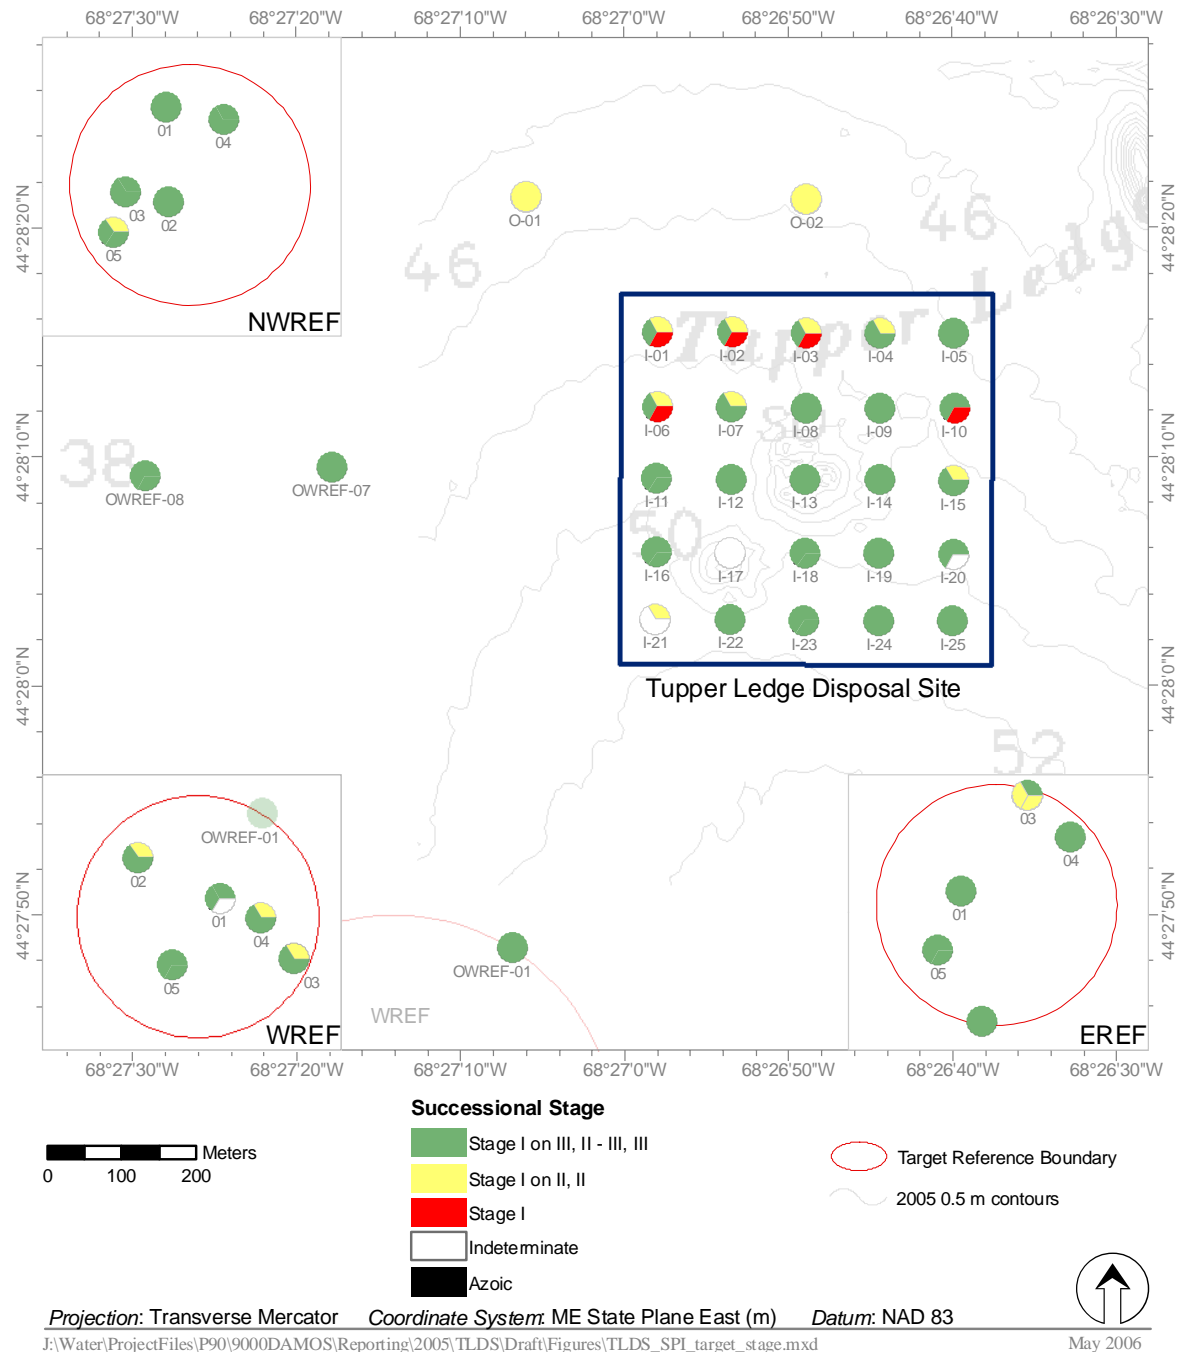 68°27'30"W 68°27'20"W 68°27'10"W 68°27'0"W 68°26'50"W 68°26'40"W 68°26'30"W
44°28'20"N
44°28'10"N
44°28'0"N
44°27'50"N
44°28'20"N
44°28'10"N
44°28'0"N
44°27'50"N
01
04
03
02
05
NWREF
O-01
O-02
46
46
Tupper Ledg
I-01 I-02 I-03 I-04 I-05
I-06 I-07 I-08 I-09 I-10
38
50
OWREF-08
OWREF-07
I-11 I-12 I-13 I-14 I-15
50
I-16 I-17 I-18 I-19 I-20
I-21 I-22 I-23 I-24 I-25
Tupper Ledge Disposal Site
52
OWREF-01
02
01
04
03
05
WREF
OWREF-01
WREF
03
04
01
05
EREF
68°27'30"W 68°27'20"W 68°27'10"W 68°27'0"W 68°26'50"W 68°26'40"W 68°26'30"W
Successional Stage
Stage I on III, II - III, III
Stage I on II, II
Stage I
Indeterminate
Azoic
Meters
0 100 200
Target Reference Boundary
2005 0.5 m contours
Projection: Transverse Mercator Coordinate System: ME State Plane East (m) Datum: NAD 83
J:\Water\ProjectFiles\P90\9000DAMOS\Reporting\2005\TLDS\Draft\Figures\TLDS_SPI_target_stage.mxd May 2006